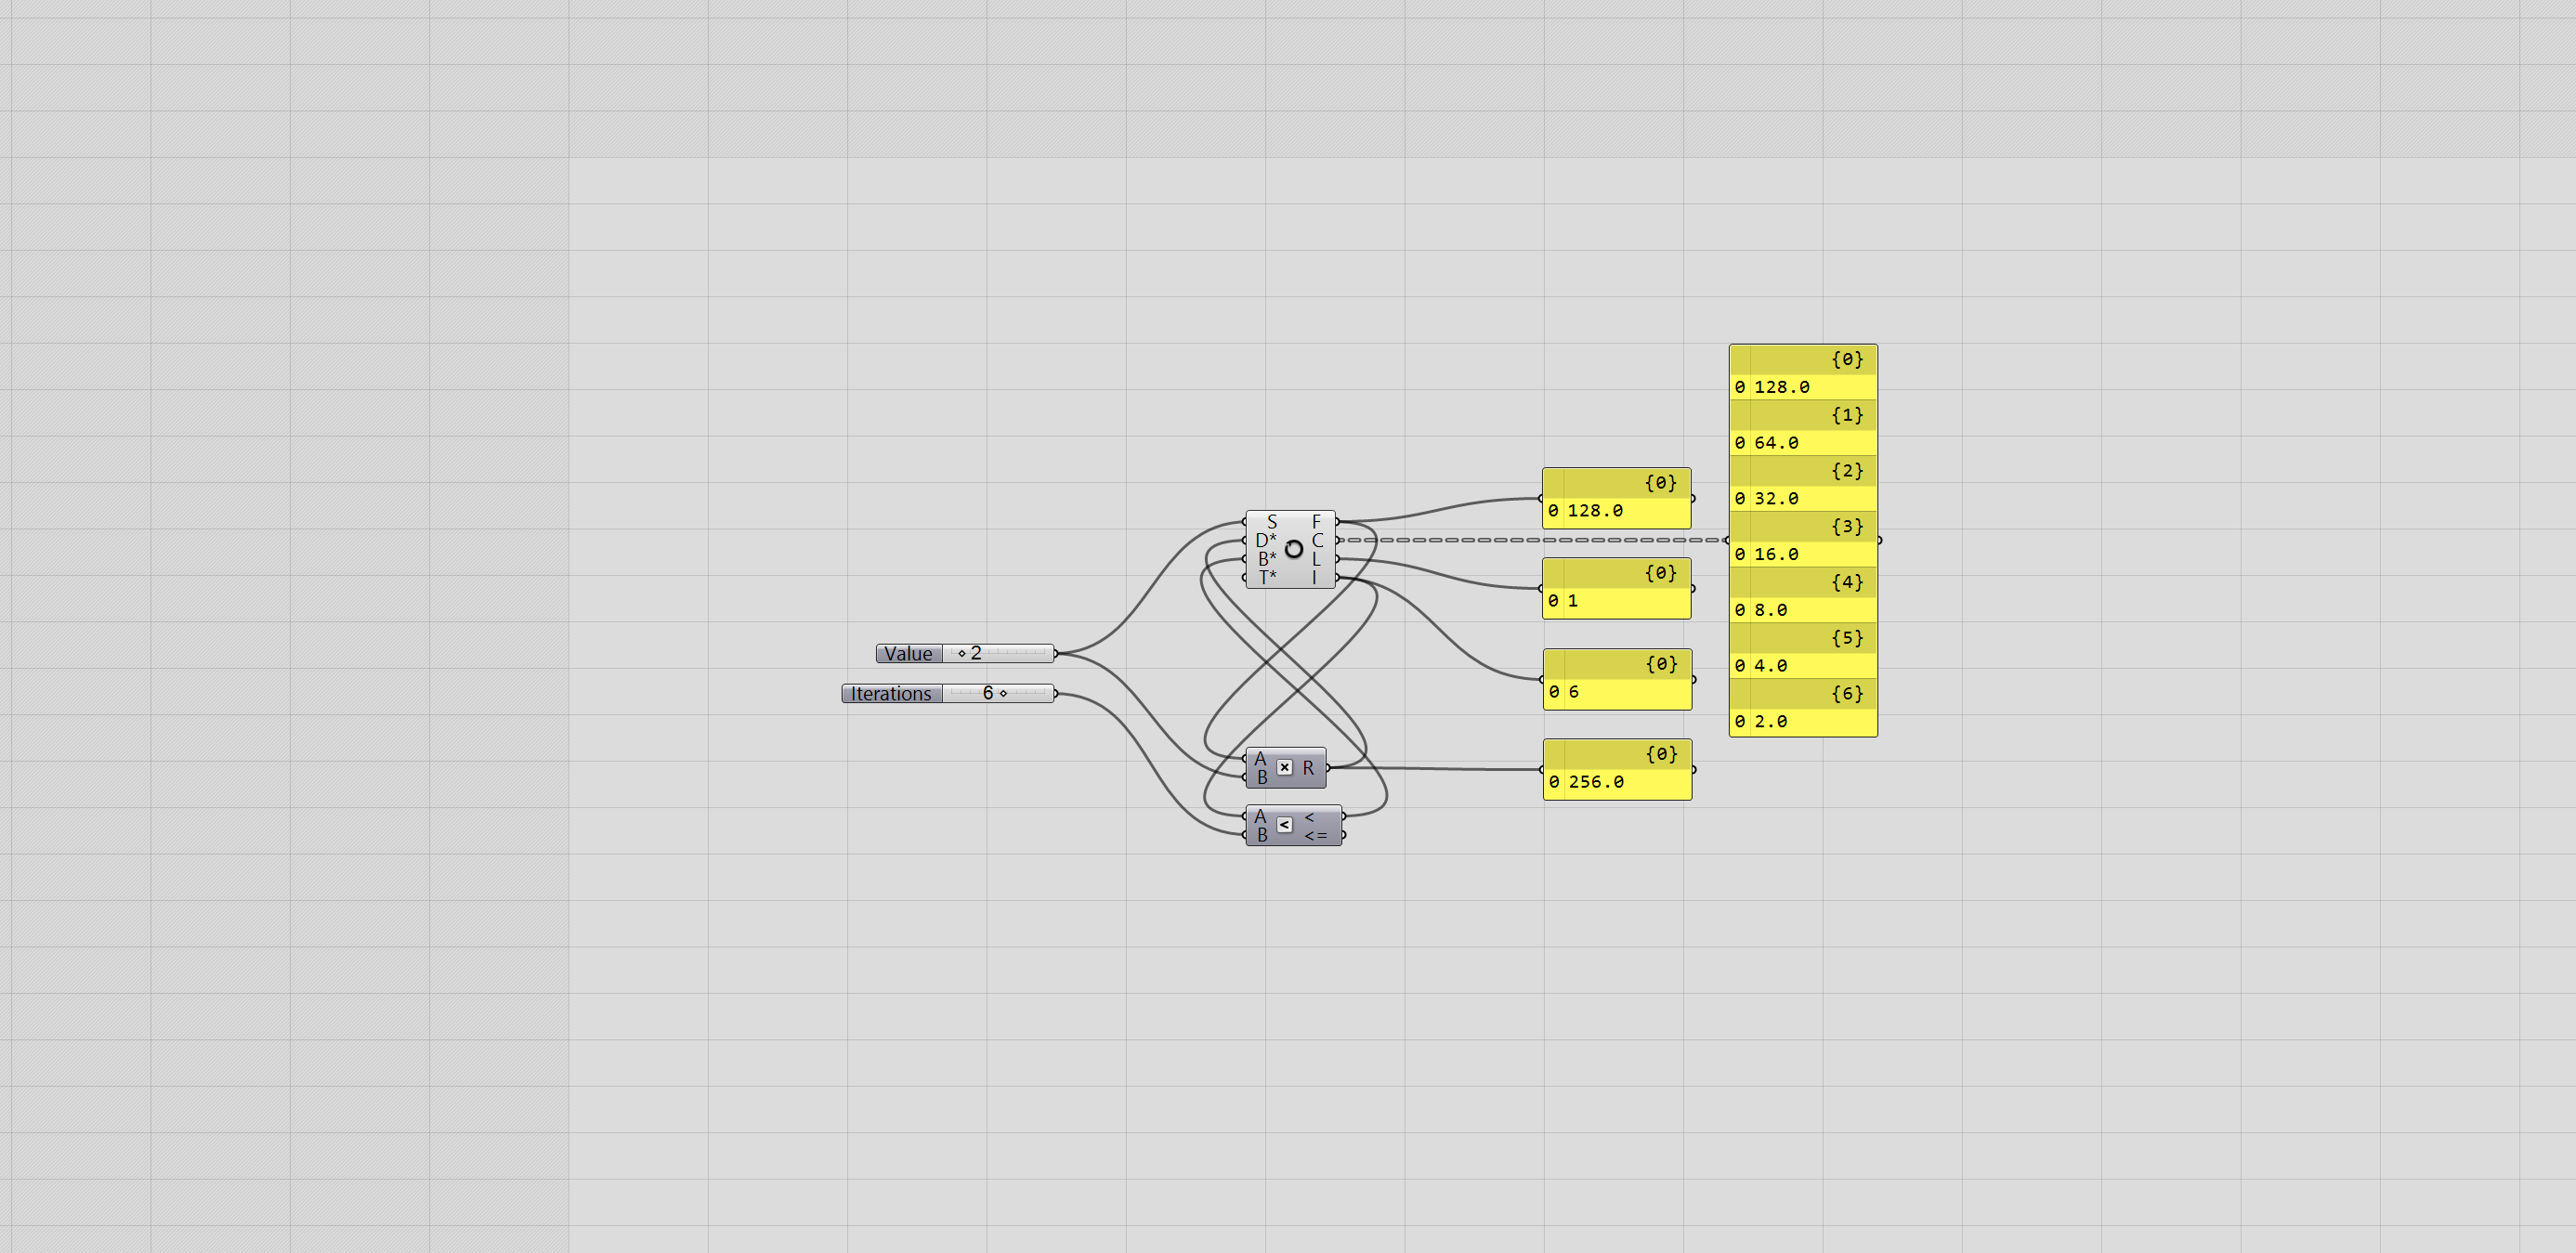 {0}
0 128.0
{1}
0 64.0
{2}
0 32.0
{3}
0 16.0
{4}
0 8.0
{5}
0 4.0
{6}
0 2.0
{0}
0 128.0
{0}
0 1
{0}
0 6
{0}
0 256.0
S F
D* C
B* L
T* I
Value 2
Iterations 6
A × R
B
A < <
B <=